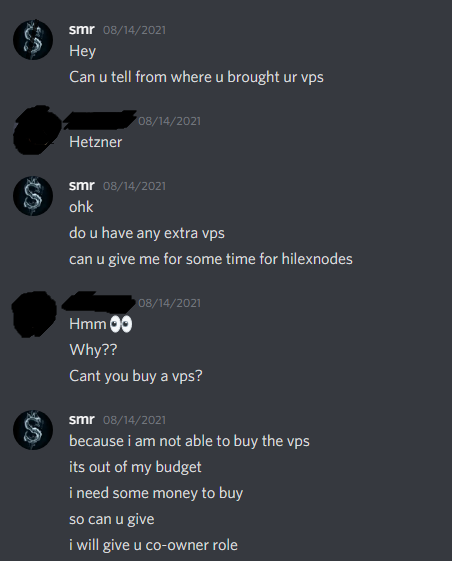 smr 08/14/2021
Hey
Can u tell from where u brought ur vps
08/14/2021
Hetzner
smr 08/14/2021
ohk
do u have any extra vps
can u give me for some time for hilexnodes
08/14/2021
Hmm 👀
Why??
Cant you buy a vps?
smr 08/14/2021
because i am not able to buy the vps
its out of my budget
i need some money to buy
so can u give
i will give u co-owner role